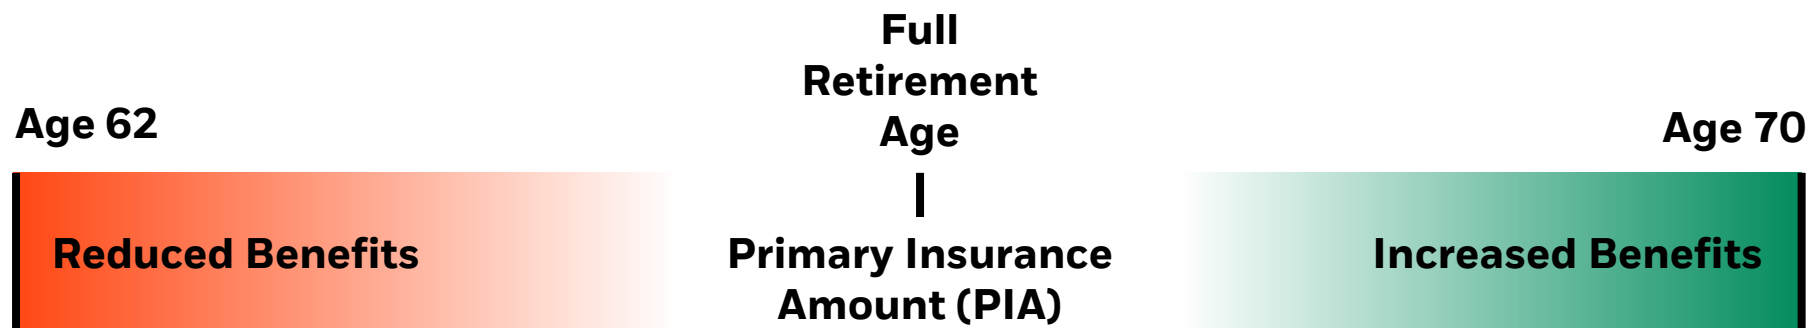 Full
Retirement
Age
Age 62
Age 70
Reduced Benefits
Primary Insurance
Amount (PIA)
Increased Benefits